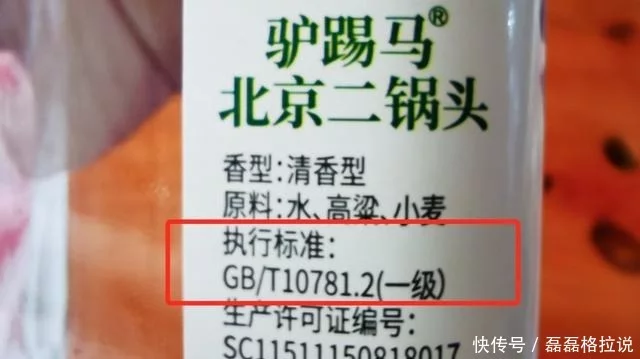 驴踢马®
北京二锅头
香型：清香型
原料：水、高粱、小麦
执行标准：
GB/T10781.2(一级)
生产许可证编号：
SC11511150818017
快传号 / 磊磊格拉说